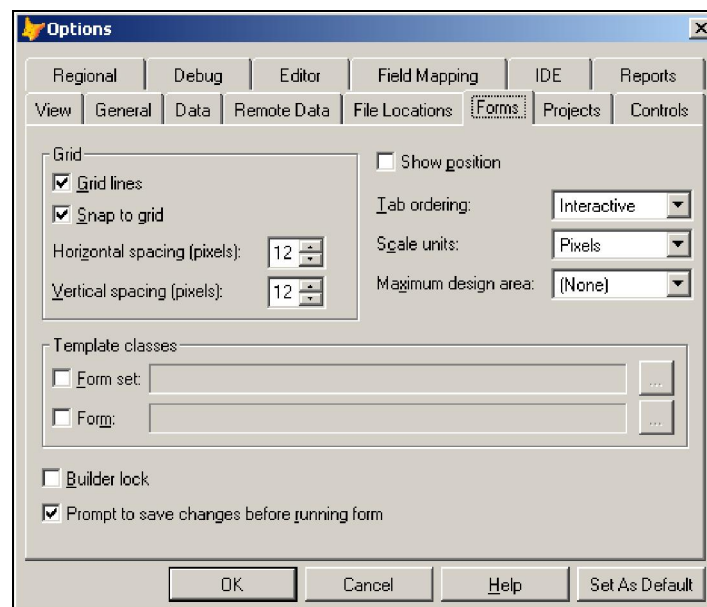 Options
Regional Debug Editor Field Mapping IDE Reports
View General Data Remote Data File Locations Forms Projects Controls
Grid
Grid lines
Snap to grid
Horizontal spacing (pixels): 12
Vertical spacing (pixels): 12
Show position
Tab ordering: Interactive
Scale units: Pixels
Maximum design area: (None)
Template classes
Form set: ...
Form: ...
Builder lock
Prompt to save changes before running form
OK Cancel Help Set As Default